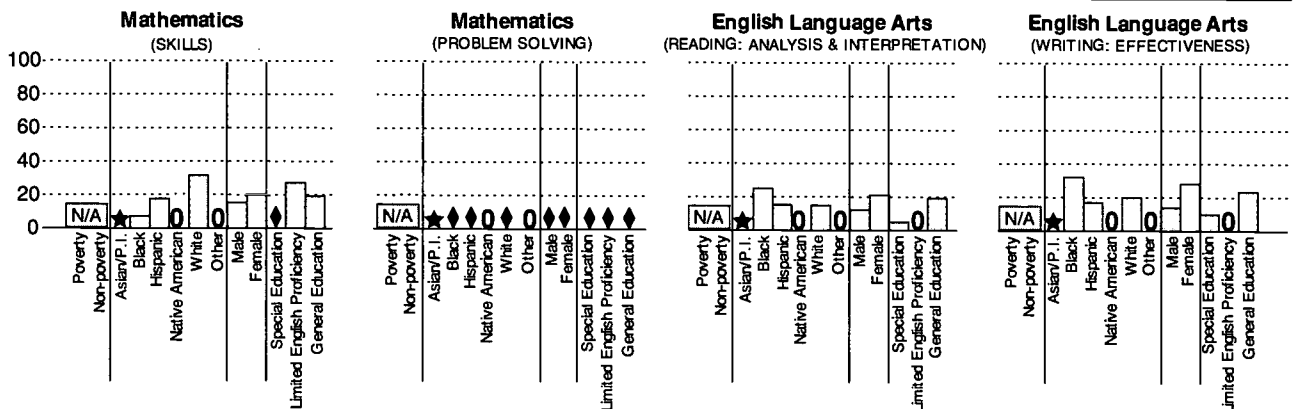 Mathematics
(SKILLS)
100
80
60
40
20
0
N/A
0
0
Poverty
Non-poverty
Asian/P.I.
Black
Hispanic
Native American
White
Other
Male
Female
Special Education
Limited English Proficiency
General Education
Mathematics
(PROBLEM SOLVING)
N/A
0
0
Poverty
Non-poverty
Asian/P.I.
Black
Hispanic
Native American
White
Other
Male
Female
Special Education
Limited English Proficiency
General Education
English Language Arts
(READING: ANALYSIS & INTERPRETATION)
N/A
0
0
0
Poverty
Non-poverty
Asian/P.I.
Black
Hispanic
Native American
White
Other
Male
Female
Special Education
Limited English Proficiency
General Education
English Language Arts
(WRITING: EFFECTIVENESS)
N/A
0
0
0
Poverty
Non-poverty
Asian/P.I.
Black
Hispanic
Native American
White
Other
Male
Female
Special Education
Limited English Proficiency
General Education